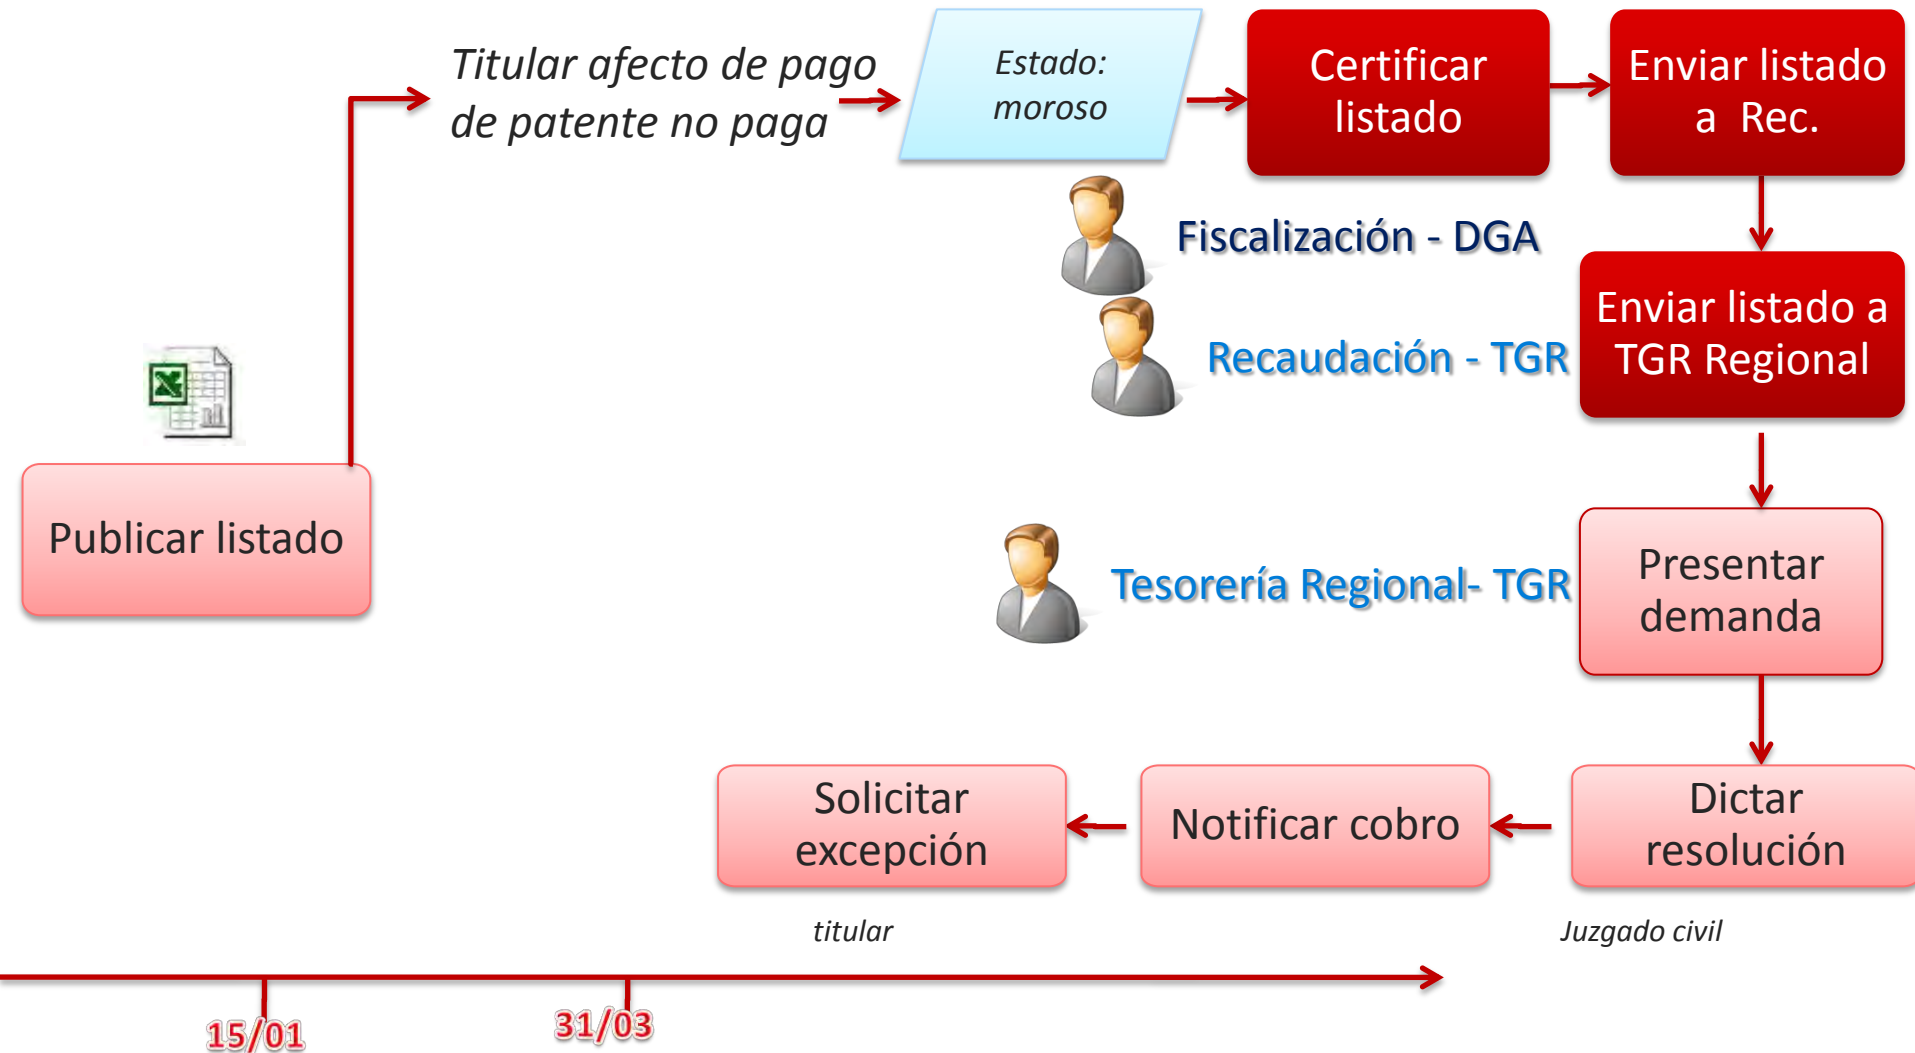 Titular afecto de pago
de patente no paga
Estado:
moroso
Certificar
listado
Enviar listado
a Rec.
Fiscalización - DGA
Enviar listado a
TGR Regional
Recaudación - TGR
Publicar listado
Tesorería Regional- TGR
Presentar
demanda
Solicitar
excepción
Notificar cobro
Dictar
resolución
titular
Juzgado civil
15/01
31/03